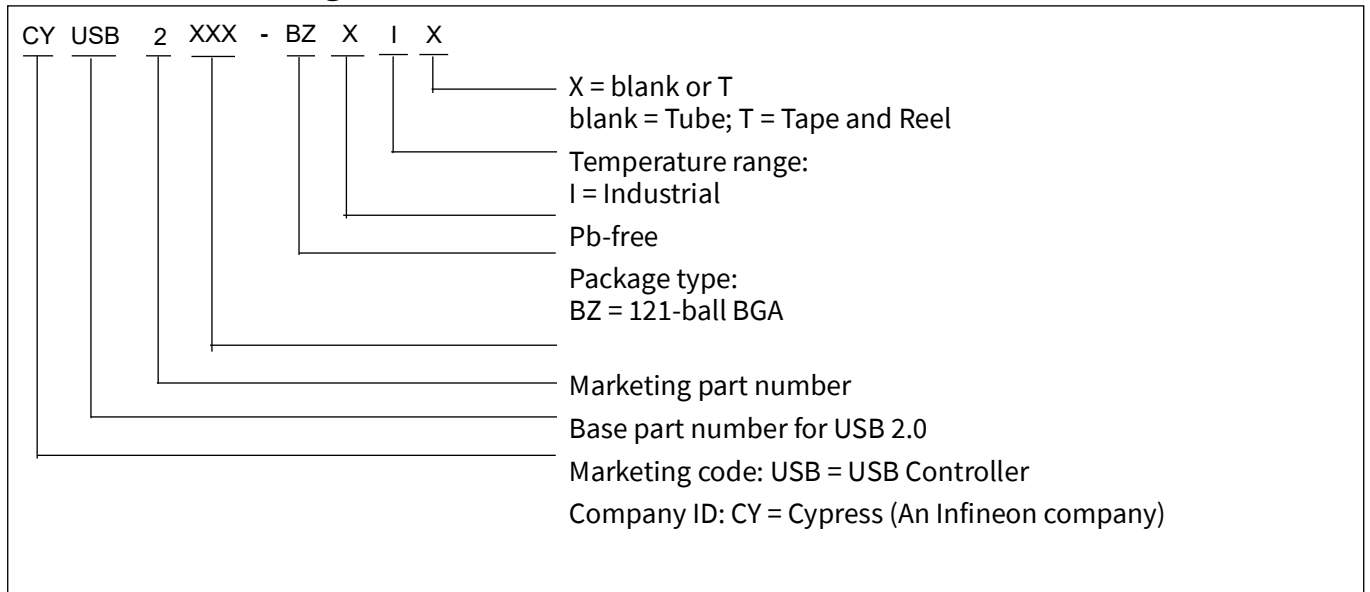 CY USB 2 XXX - BZ X I X
X = blank or T
blank = Tube; T = Tape and Reel
Temperature range:
I = Industrial
Pb-free
Package type:
BZ = 121-ball BGA
Marketing part number
Base part number for USB 2.0
Marketing code: USB = USB Controller
Company ID: CY = Cypress (An Infineon company)